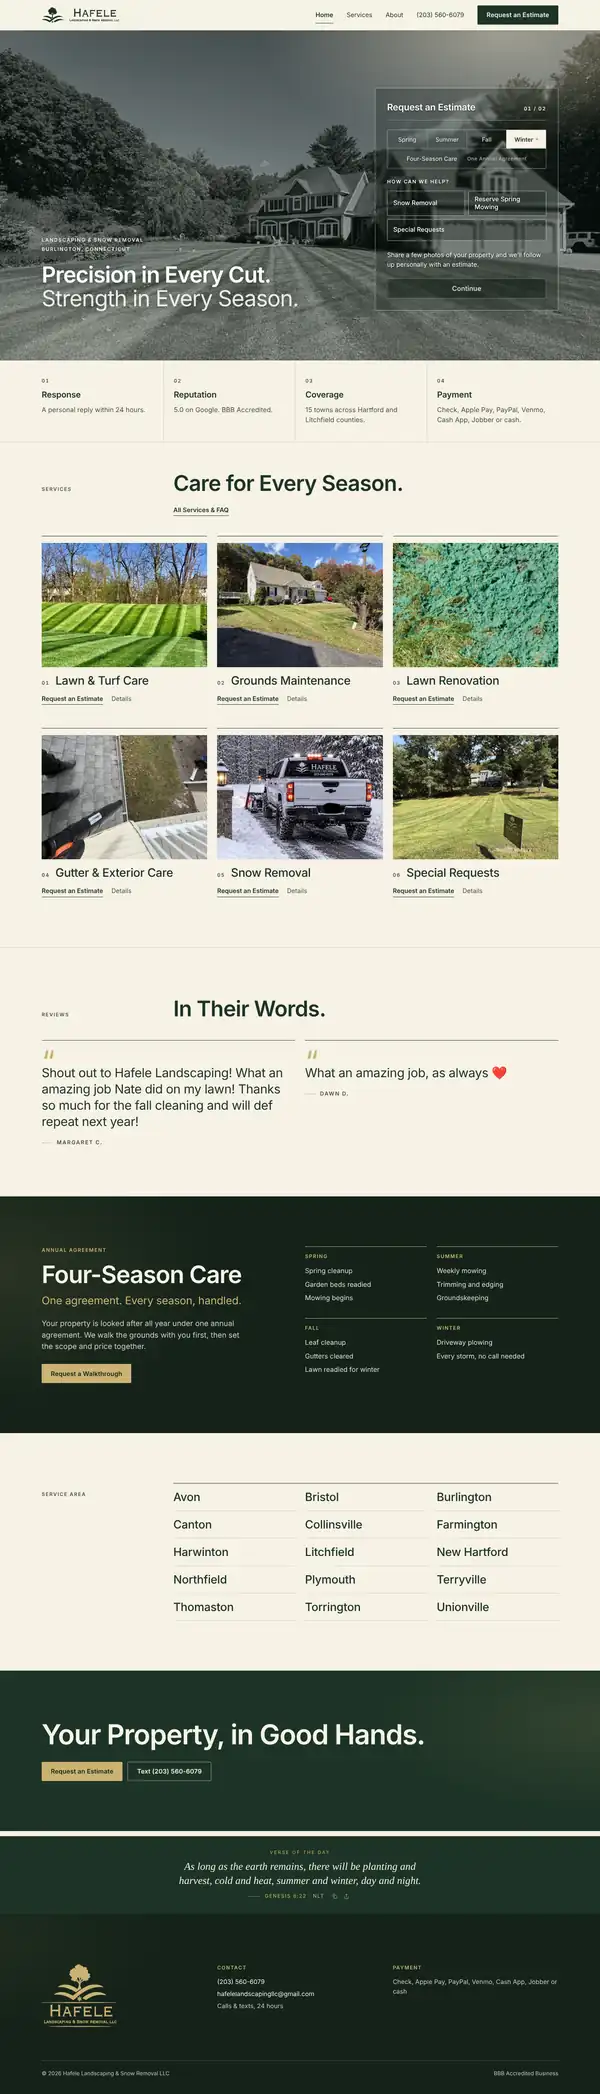 HAFELE
LANDSCAPING & SNOW REMOVAL, LLC
Home
Services
About
(203) 560-6079
Request an Estimate
Request an Estimate
01 / 02
Spring
Summer
Fall
Winter
Four-Season Care
One Annual Agreement
HOW CAN WE HELP?
Snow Removal
Reserve Spring
Mowing
Special Requests
Share a few photos of your property and we'll follow
up personally with an estimate.
Continue
LANDSCAPING & SNOW REMOVAL
BURLINGTON, CONNECTICUT
Precision in Every Cut.
Strength in Every Season.
01
Response
A personal reply within 24 hours.
02
Reputation
5.0 on Google. BBB Accredited.
03
Coverage
15 towns across Hartford and
Litchfield counties.
04
Payment
Check, Apple Pay, PayPal, Venmo,
Cash App, Jobber or cash.
SERVICES
Care for Every Season.
All Services & FAQ
01 Lawn & Turf Care
Request an Estimate Details
02 Grounds Maintenance
Request an Estimate Details
03 Lawn Renovation
Request an Estimate Details
HAFELE
04 Gutter & Exterior Care
Request an Estimate Details
05 Snow Removal
Request an Estimate Details
06 Special Requests
Request an Estimate Details
REVIEWS
In Their Words.
"
Shout out to Hafele Landscaping! What an
amazing job Nate did on my lawn! Thanks
so much for the fall cleaning and will def
repeat next year!
— MARGARET C.
"
What an amazing job, as always ❤️
— DAWN D.
ANNUAL AGREEMENT
Four-Season Care
One agreement. Every season, handled.
Your property is looked after all year under one annual
agreement. We walk the grounds with you first, then set
the scope and price together.
Request a Walkthrough
SPRING
Spring cleanup
Garden beds readied
Mowing begins
SUMMER
Weekly mowing
Trimming and edging
Groundskeeping
FALL
Leaf cleanup
Gutters cleared
Lawn readied for winter
WINTER
Driveway plowing
Every storm, no call needed
SERVICE AREA
Avon
Bristol
Burlington
Canton
Collinsville
Farmington
Harwinton
Litchfield
New Hartford
Northfield
Plymouth
Terryville
Thomaston
Torrington
Unionville
Your Property, in Good Hands.
Request an Estimate
Text (203) 560-6079
VERSE OF THE DAY
As long as the earth remains, there will be planting and
harvest, cold and heat, summer and winter, day and night.
— GENESIS 8:22 NLT
HAFELE
LANDSCAPING & SNOW REMOVAL, LLC
CONTACT
(203) 560-6079
hafelelandscapingllc@gmail.com
Calls & texts, 24 hours
PAYMENT
Check, Apple Pay, PayPal, Venmo, Cash App, Jobber or
cash
© 2026 Hafele Landscaping & Snow Removal LLC
BBB Accredited Business